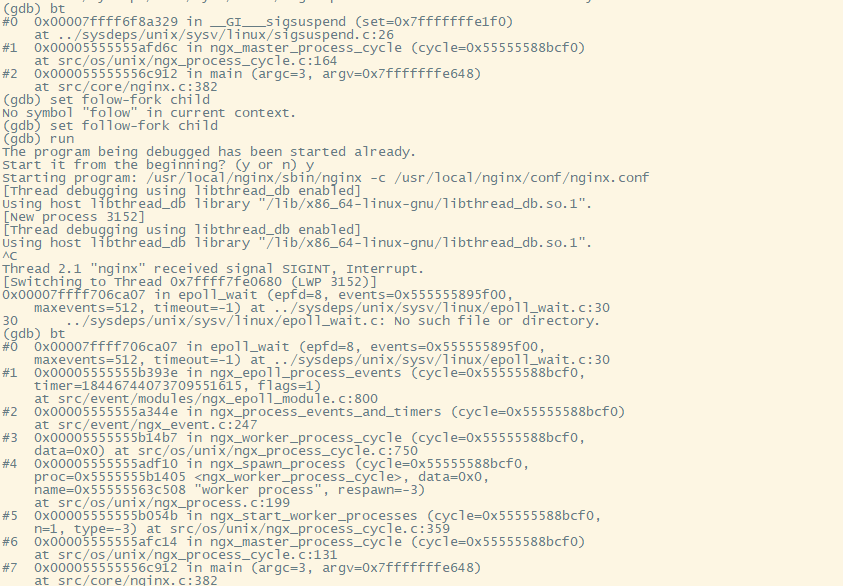 (gdb) bt
#0  0x00007ffff6f8a329 in __GI___sigsuspend (set=0x7fffffffe1f0)
    at ../sysdeps/unix/sysv/linux/sigsuspend.c:26
#1  0x00005555555afd6c in ngx_master_process_cycle (cycle=0x55555588bcf0)
    at src/os/unix/ngx_process_cycle.c:164
#2  0x000055555556c912 in main (argc=3, argv=0x7fffffffe648)
    at src/core/nginx.c:382
(gdb) set folow-fork child
No symbol "folow" in current context.
(gdb) set follow-fork child
(gdb) run
The program being debugged has been started already.
Start it from the beginning? (y or n) y
Starting program: /usr/local/nginx/sbin/nginx -c /usr/local/nginx/conf/nginx.conf
[Thread debugging using libthread_db enabled]
Using host libthread_db library "/lib/x86_64-linux-gnu/libthread_db.so.1".
[New process 3152]
[Thread debugging using libthread_db enabled]
Using host libthread_db library "/lib/x86_64-linux-gnu/libthread_db.so.1".
^C
Thread 2.1 "nginx" received signal SIGINT, Interrupt.
[Switching to Thread 0x7ffff7fe0680 (LWP 3152)]
0x00007ffff706ca07 in epoll_wait (epfd=8, events=0x555555895f00,
    maxevents=512, timeout=-1) at ../sysdeps/unix/sysv/linux/epoll_wait.c:30
30      ../sysdeps/unix/sysv/linux/epoll_wait.c: No such file or directory.
(gdb) bt
#0  0x00007ffff706ca07 in epoll_wait (epfd=8, events=0x555555895f00,
    maxevents=512, timeout=-1) at ../sysdeps/unix/sysv/linux/epoll_wait.c:30
#1  0x00005555555b393e in ngx_epoll_process_events (cycle=0x55555588bcf0,
    timer=18446744073709551615, flags=1)
    at src/event/modules/ngx_epoll_module.c:800
#2  0x00005555555a344e in ngx_process_events_and_timers (cycle=0x55555588bcf0)
    at src/event/ngx_event.c:247
#3  0x00005555555b14b7 in ngx_worker_process_cycle (cycle=0x55555588bcf0,
    data=0x0) at src/os/unix/ngx_process_cycle.c:750
#4  0x00005555555adf10 in ngx_spawn_process (cycle=0x55555588bcf0,
    proc=0x5555555b1405 <ngx_worker_process_cycle>, data=0x0,
    name=0x55555563c508 "worker process", respawn=-3)
    at src/os/unix/ngx_process.c:199
#5  0x00005555555b054b in ngx_start_worker_processes (cycle=0x55555588bcf0,
    n=1, type=-3) at src/os/unix/ngx_process_cycle.c:359
#6  0x00005555555afc14 in ngx_master_process_cycle (cycle=0x55555588bcf0)
    at src/os/unix/ngx_process_cycle.c:131
#7  0x000055555556c912 in main (argc=3, argv=0x7fffffffe648)
    at src/core/nginx.c:382